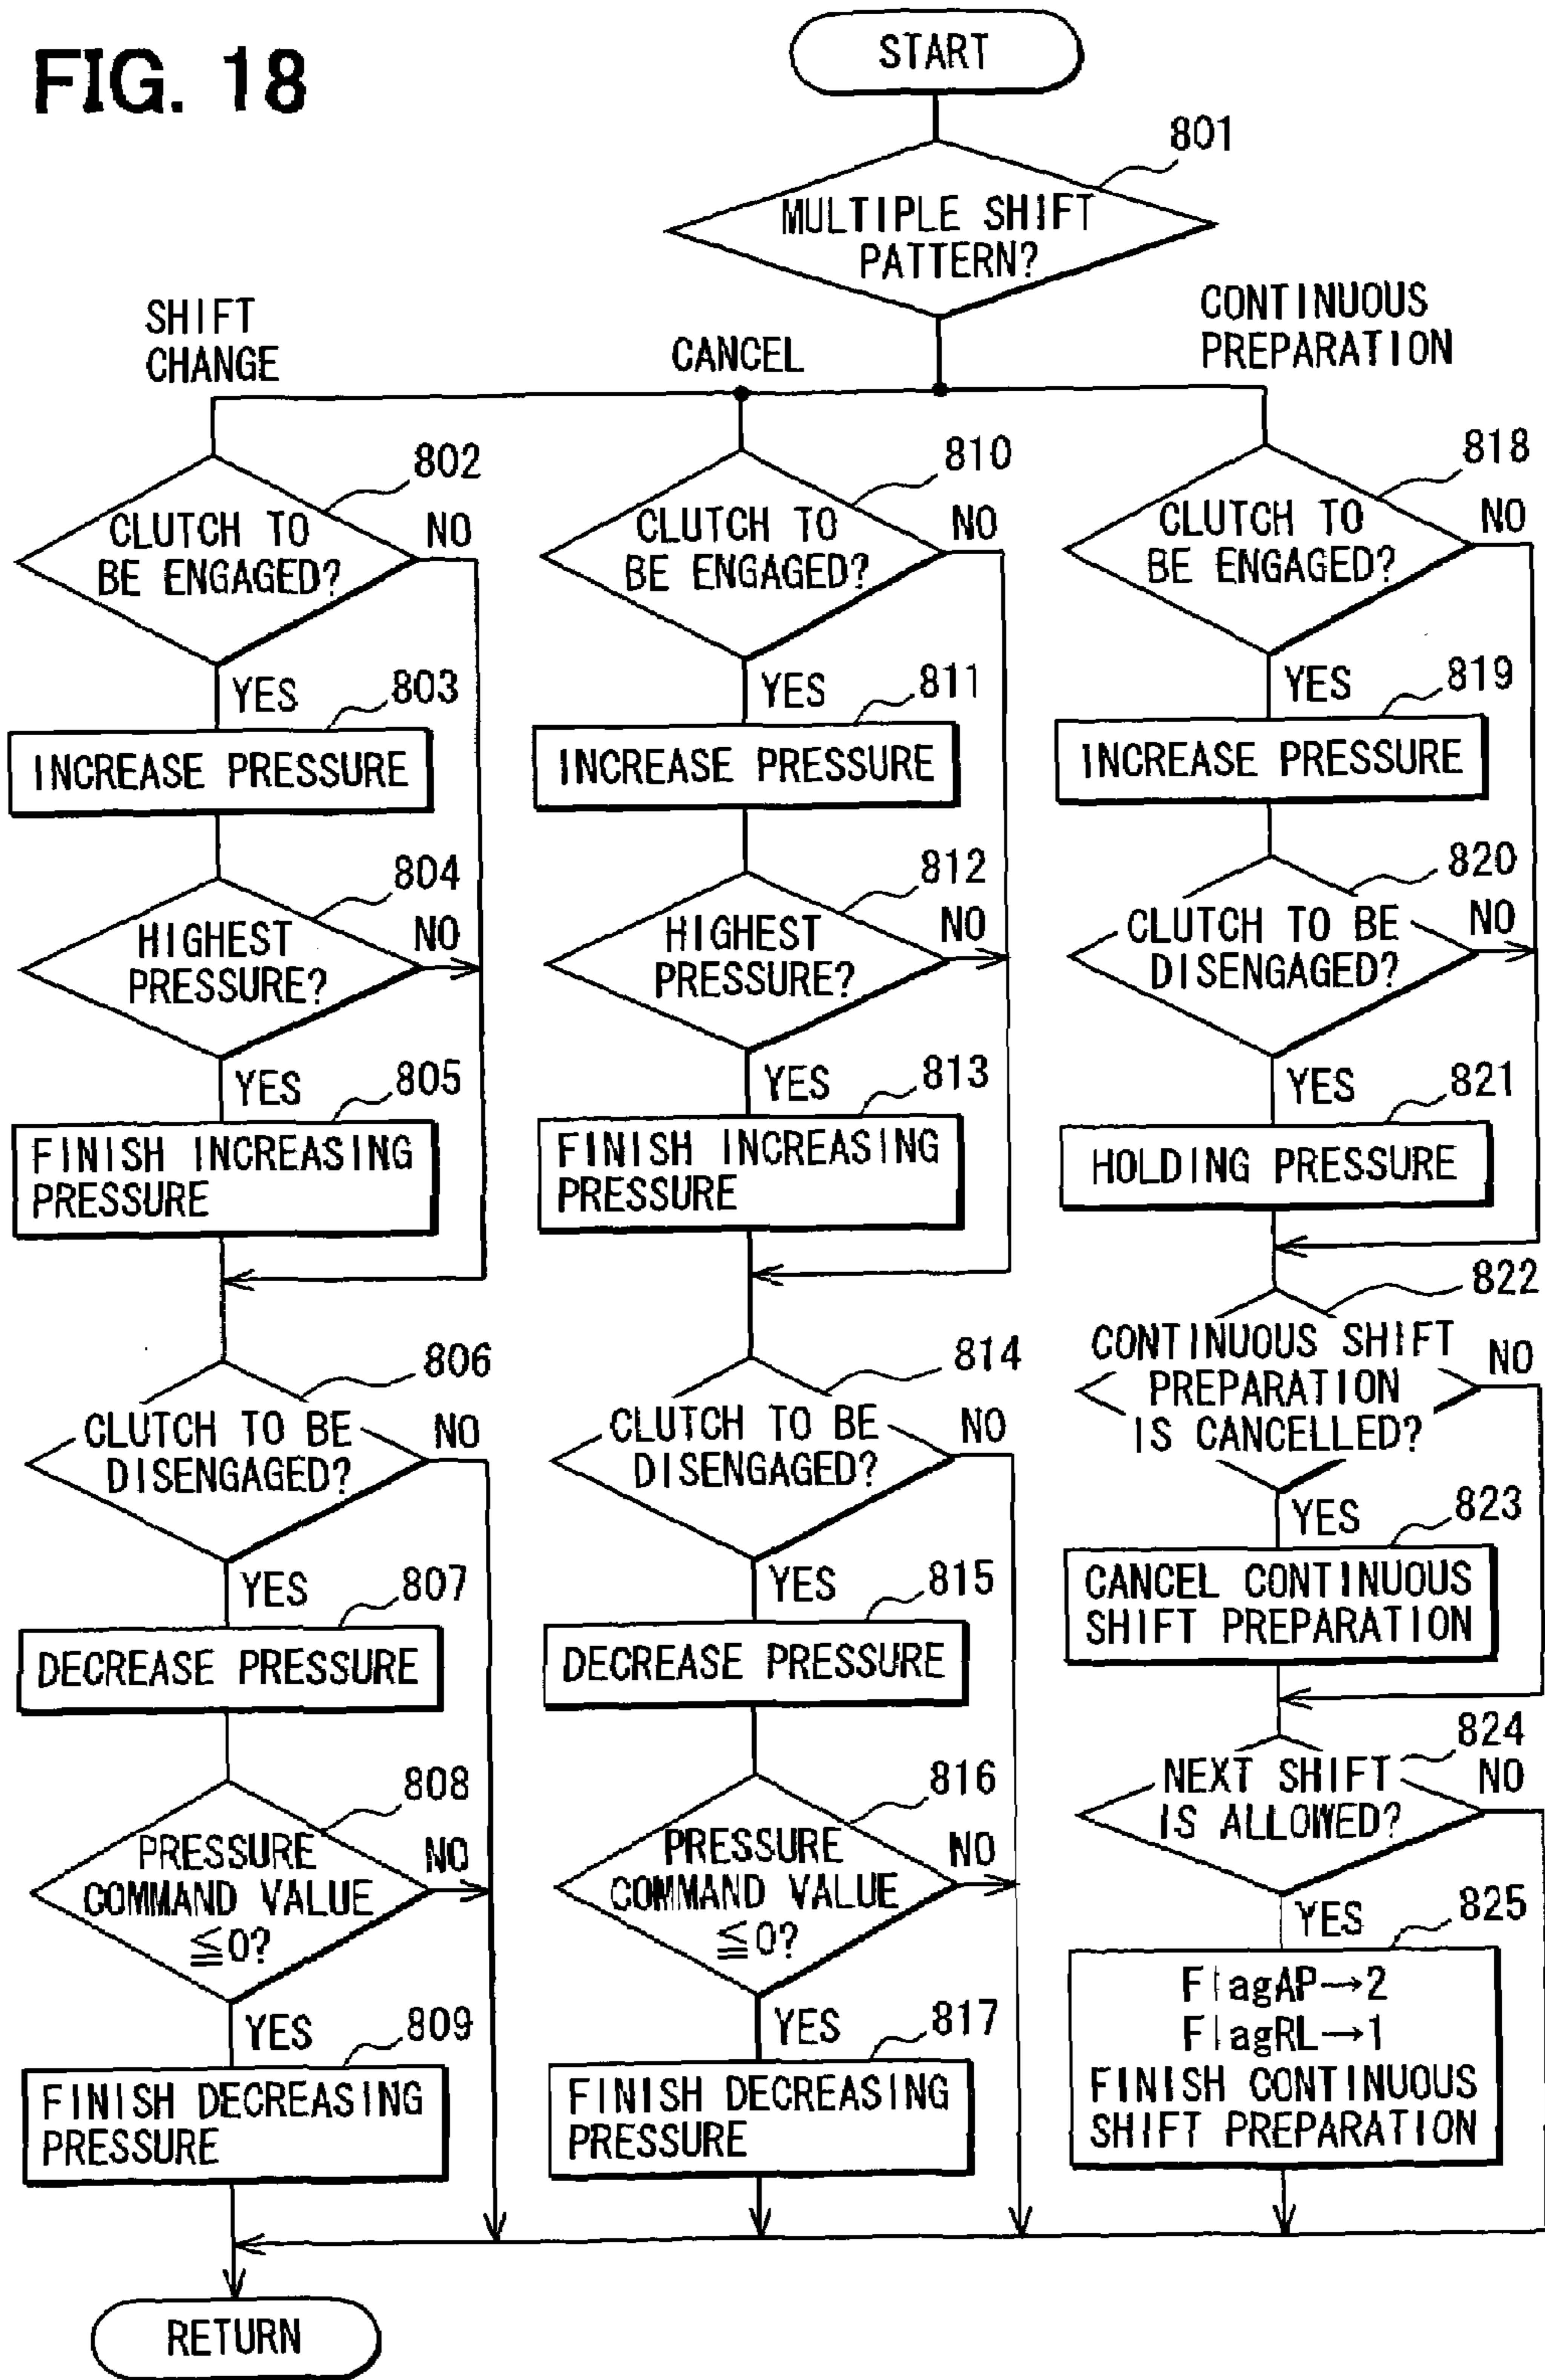 FIG. 18
START
801
MULTIPLE SHIFT
PATTERN?
SHIFT
CHANGE
CANCEL
CONTINUOUS
PREPARATION
802
CLUTCH TO
BE ENGAGED?
NO
YES
803
INCREASE PRESSURE
804
HIGHEST
PRESSURE?
NO
YES
805
FINISH INCREASING
PRESSURE
806
CLUTCH TO BE
DISENGAGED?
NO
YES
807
DECREASE PRESSURE
808
PRESSURE
COMMAND VALUE
≦0?
NO
YES
809
FINISH DECREASING
PRESSURE
RETURN
810
CLUTCH TO
BE ENGAGED?
NO
YES
811
INCREASE PRESSURE
812
HIGHEST
PRESSURE?
NO
YES
813
FINISH INCREASING
PRESSURE
814
CLUTCH TO BE
DISENGAGED?
NO
YES
815
DECREASE PRESSURE
816
PRESSURE
COMMAND VALUE
≦0?
NO
YES
817
FINISH DECREASING
PRESSURE
818
CLUTCH TO
BE ENGAGED?
NO
YES
819
INCREASE PRESSURE
820
CLUTCH TO BE
DISENGAGED?
NO
YES
821
HOLDING PRESSURE
822
CONTINUOUS SHIFT
PREPARATION
IS CANCELLED?
NO
YES
823
CANCEL CONTINUOUS
SHIFT PREPARATION
824
NEXT SHIFT
IS ALLOWED?
NO
YES
825
FlagAP→2
FlagRL→1
FINISH CONTINUOUS
SHIFT PREPARATION